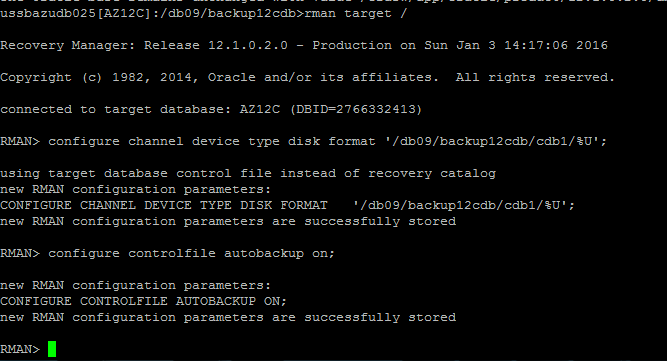 ussbazudb025[AZ12C]:/db09/backup12cdb>rman target /
Recovery Manager: Release 12.1.0.2.0 - Production on Sun Jan 3 14:17:06 2016
Copyright (c) 1982, 2014, Oracle and/or its affiliates.  All rights reserved.
connected to target database: AZ12C (DBID=2766332413)
RMAN> configure channel device type disk format '/db09/backup12cdb/cdb1/%U';
using target database control file instead of recovery catalog
new RMAN configuration parameters:
CONFIGURE CHANNEL DEVICE TYPE DISK FORMAT   '/db09/backup12cdb/cdb1/%U';
new RMAN configuration parameters are successfully stored
RMAN> configure controlfile autobackup on;
new RMAN configuration parameters:
CONFIGURE CONTROLFILE AUTOBACKUP ON;
new RMAN configuration parameters are successfully stored
RMAN>